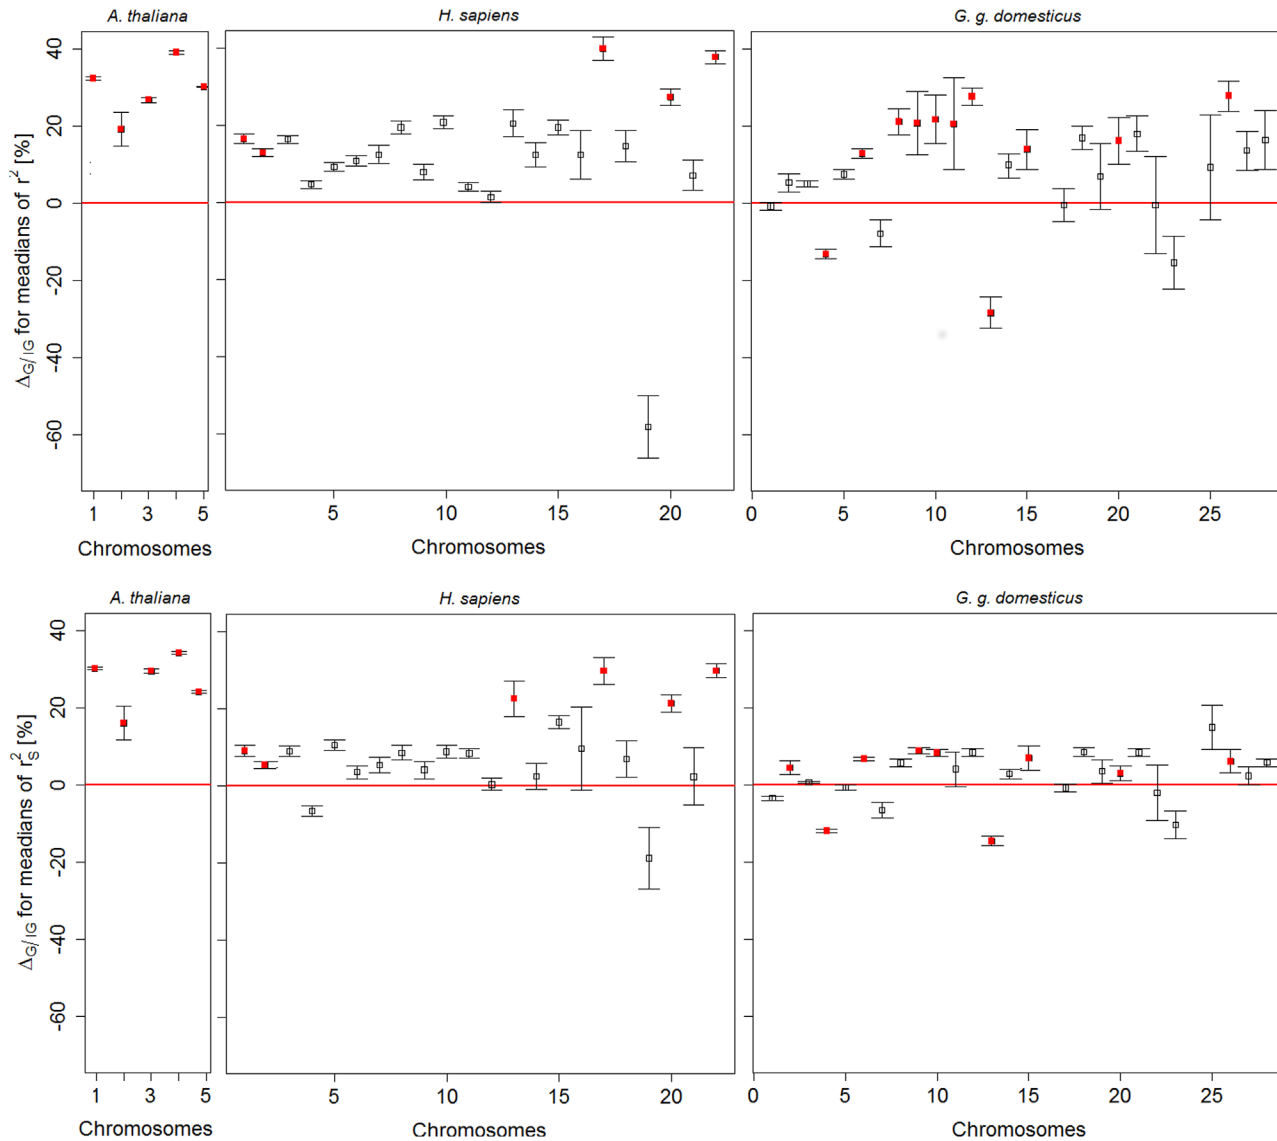 A. thaliana H. sapiens G. g. domesticus
ΔG/IG for meadians of r² [%]
40
20
0
-20
-40
-60
1 3 5 5 10 15 20 0 5 10 15 20 25
Chromosomes Chromosomes Chromosomes
A. thaliana H. sapiens G. g. domesticus
ΔG/IG for meadians of r²S [%]
40
20
0
-20
-40
-60
1 3 5 5 10 15 20 0 5 10 15 20 25
Chromosomes Chromosomes Chromosomes